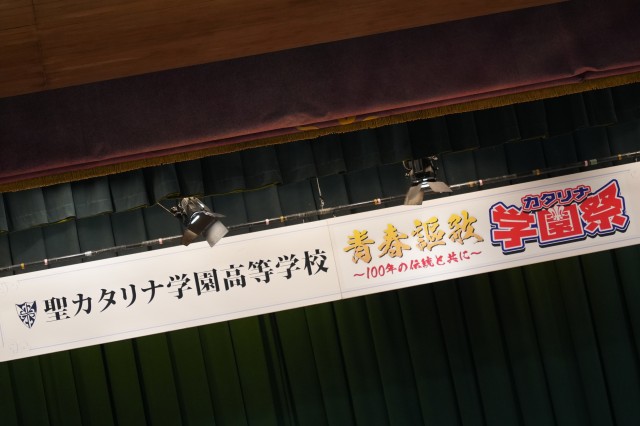 聖カタリナ学園高等学校
青春謳歌
～100年の伝統と共に～
カタリナ
学園祭